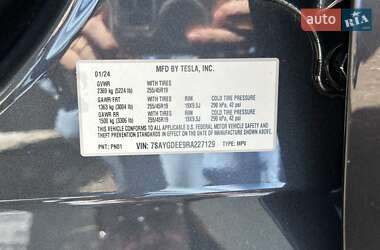 auto RIA .com
MFD BY TESLA, INC.
01/24
GVWR WITH TIRES
2369 kg (5224 lb) 255/45R19
GAWR FRT WITH TIRES RIM COLD TIRE PRESSURE
1363 kg (3004 lb) 255/45R19 19X9.5J 290 kPa, 42 psi
GAWR RR WITH TIRES RIM COLD TIRE PRESSURE
1500 kg (3306 lb) 255/45R19 19X9.5J 290 kPa, 42 psi
THIS VEHICLE CONFORMS TO ALL APPLICABLE U.S. FEDERAL MOTOR VEHICLE
SAFETY AND THEFT PREVENTION STANDARDS IN EFFECT ON
THE DATE OF MANUFACTURE SHOWN ABOVE.
PNT: PN01 VIN: 7SAYGDEE9RA227129 TYPE: MPV